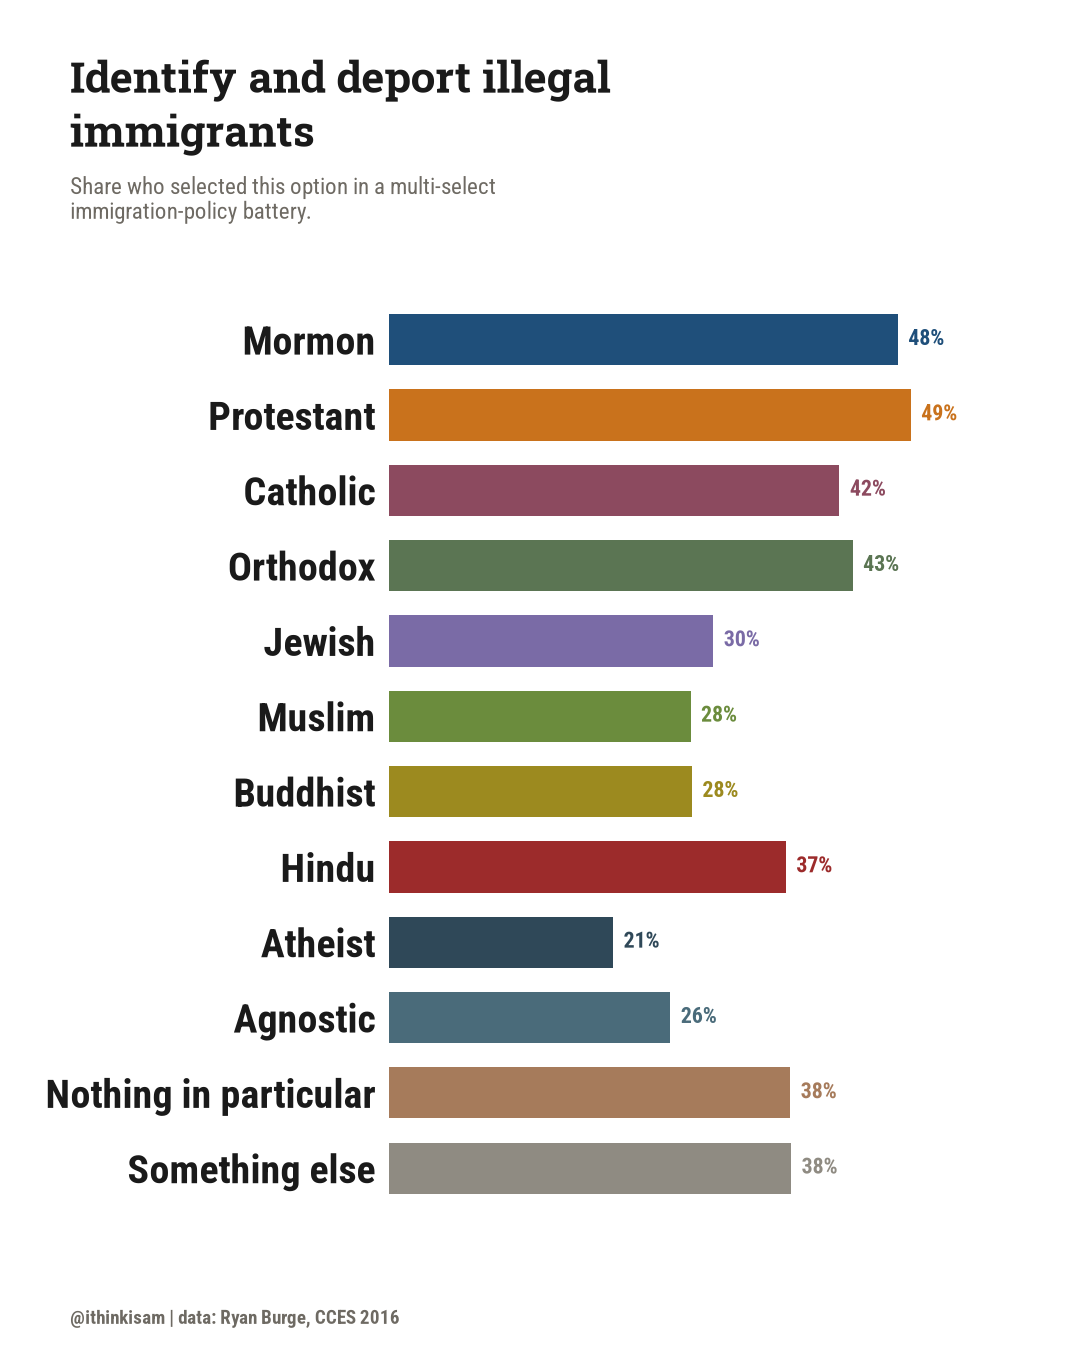 Identify and deport illegal
immigrants
Share who selected this option in a multi-select
immigration-policy battery.
Mormon 48%
Protestant 49%
Catholic 42%
Orthodox 43%
Jewish 30%
Muslim 28%
Buddhist 28%
Hindu 37%
Atheist 21%
Agnostic 26%
Nothing in particular 38%
Something else 38%
@ithinkisam | data: Ryan Burge, CCES 2016